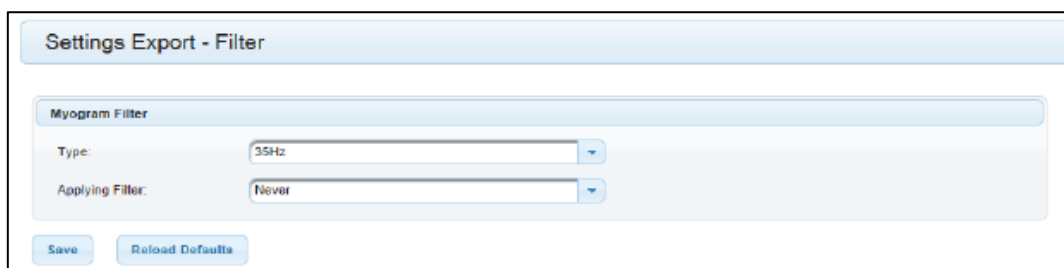 Settings Export - Filter
Myogram Filter
Type: 35Hz
Applying Filter: Never
Save Reload Defaults